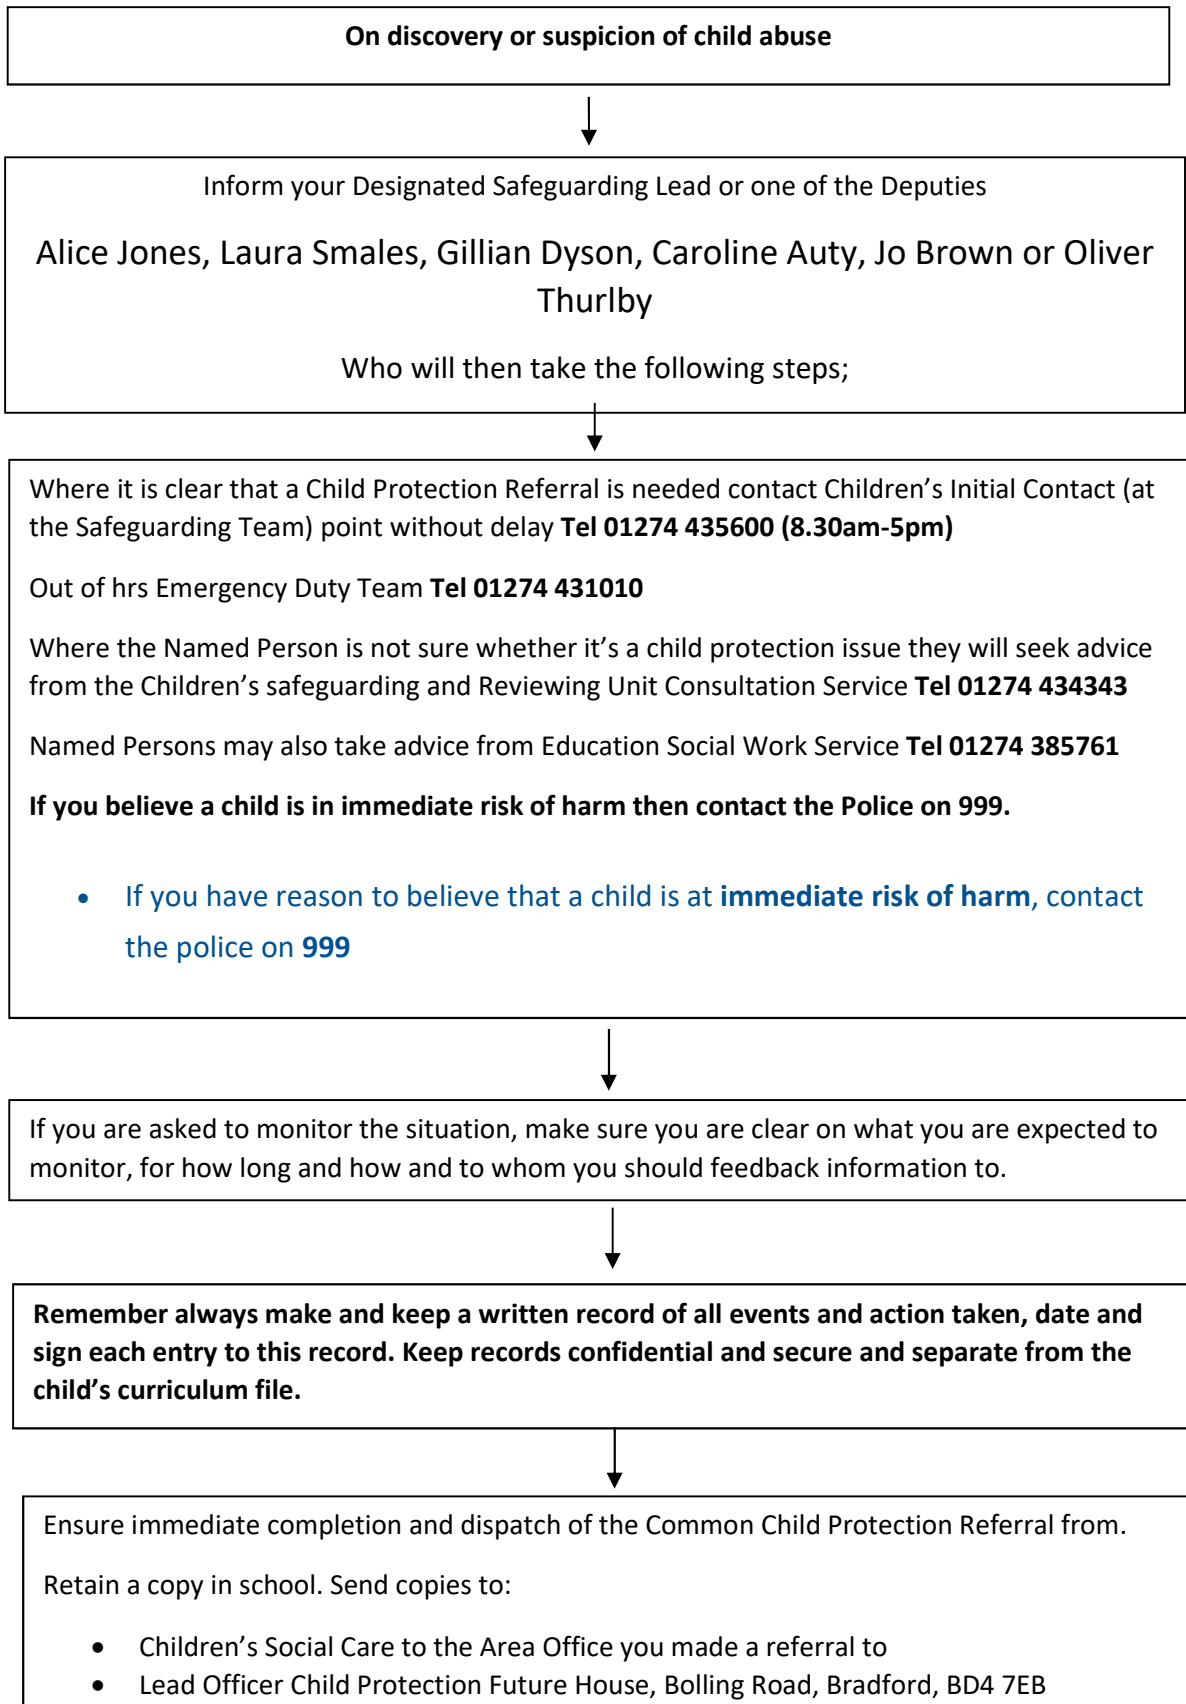 On discovery or suspicion of child abuse
Inform your Designated Safeguarding Lead or one of the Deputies
Alice Jones, Laura Smales, Gillian Dyson, Caroline Auty, Jo Brown or Oliver
Thurlby
Who will then take the following steps;
Where it is clear that a Child Protection Referral is needed contact Children’s Initial Contact (at
the Safeguarding Team) point without delay Tel 01274 435600 (8.30am-5pm)
Out of hrs Emergency Duty Team Tel 01274 431010
Where the Named Person is not sure whether it’s a child protection issue they will seek advice
from the Children’s safeguarding and Reviewing Unit Consultation Service Tel 01274 434343
Named Persons may also take advice from Education Social Work Service Tel 01274 385761
If you believe a child is in immediate risk of harm then contact the Police on 999.
• If you have reason to believe that a child is at immediate risk of harm, contact
the police on 999
If you are asked to monitor the situation, make sure you are clear on what you are expected to
monitor, for how long and how and to whom you should feedback information to.
Remember always make and keep a written record of all events and action taken, date and
sign each entry to this record. Keep records confidential and secure and separate from the
child’s curriculum file.
Ensure immediate completion and dispatch of the Common Child Protection Referral from.
Retain a copy in school. Send copies to:
• Children’s Social Care to the Area Office you made a referral to
• Lead Officer Child Protection Future House, Bolling Road, Bradford, BD4 7EB